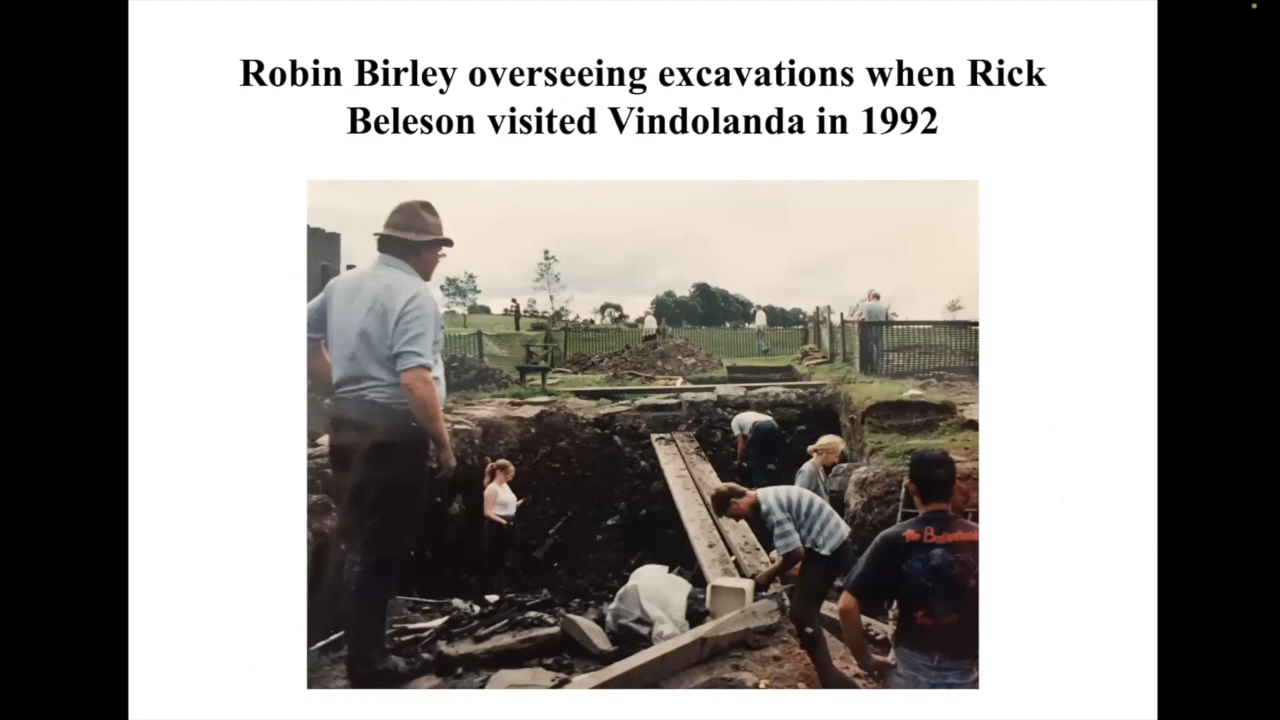 Robin Birley overseeing excavations when Rick
Beleson visited Vindolanda in 1992